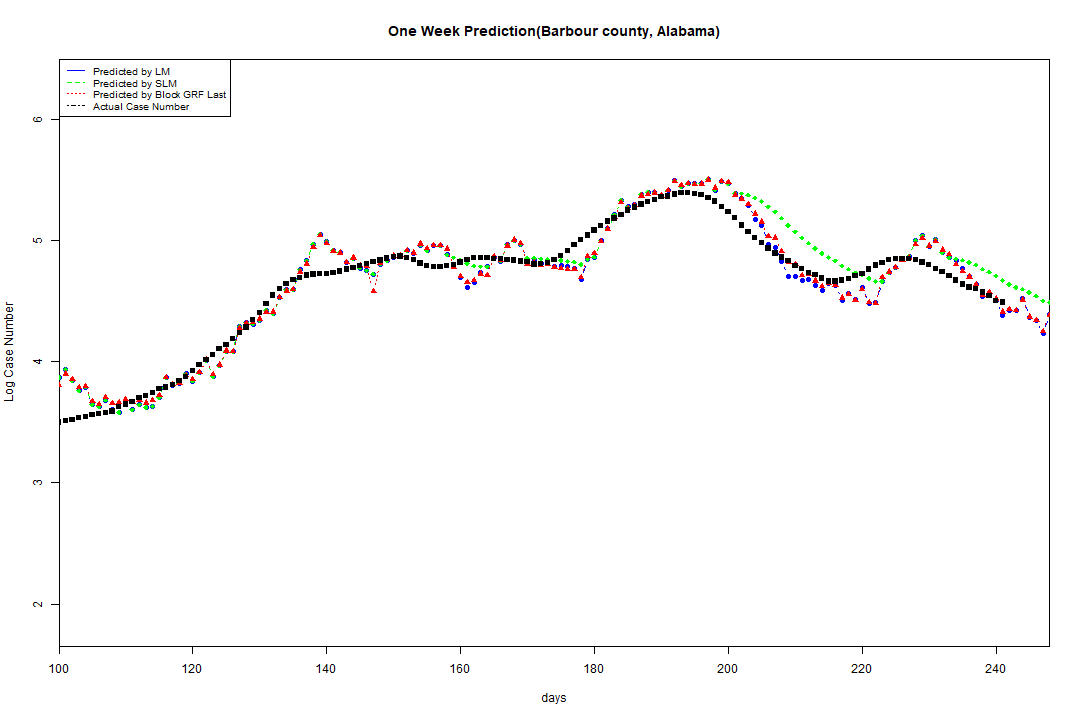 One Week Prediction(Barbour county, Alabama)
Predicted by LM
Predicted by SLM
Predicted by Block GRF Last
Actual Case Number
6
5
4
3
2
Log Case Number
100 120 140 160 180 200 220 240
days